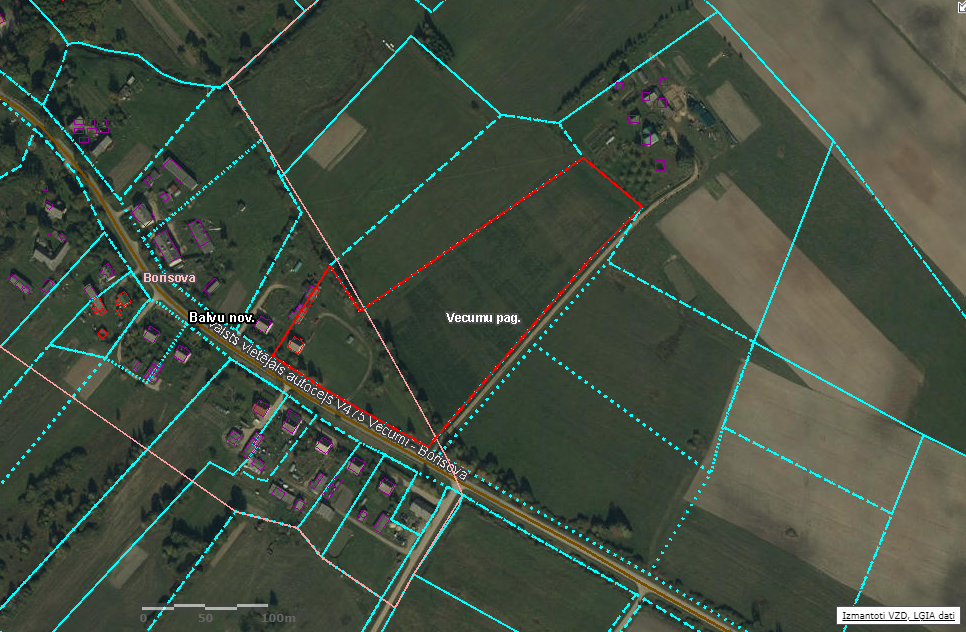 Borisova
Balvu nov.
Vecumu pag.
Valsts vietējais autoceļš V475 Vecumi - Borisova
0 50 100m
Izmantoti VZD, LGIA dati